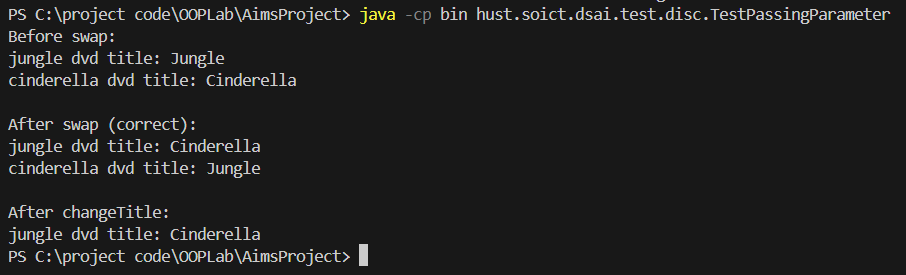 PS C:\project code\OOPLab\AimsProject> java -cp bin hust.soict.dsai.test.disc.TestPassingParameter
Before swap:
jungle dvd title: Jungle
cinderella dvd title: Cinderella

After swap (correct):
jungle dvd title: Cinderella
cinderella dvd title: Jungle

After changeTitle:
jungle dvd title: Cinderella
PS C:\project code\OOPLab\AimsProject>